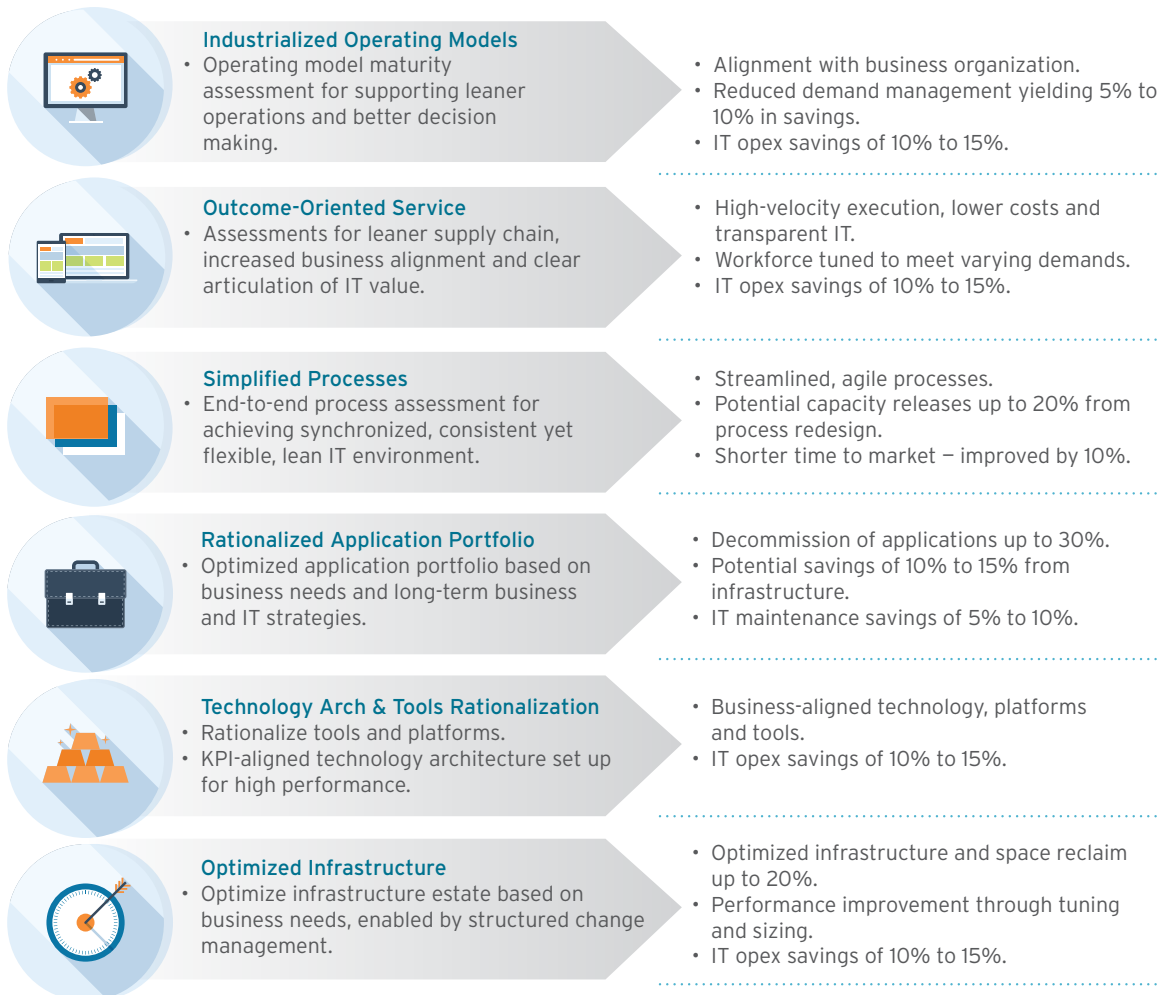 Industrialized Operating Models
• Operating model maturity
assessment for supporting leaner
operations and better decision
making.
• Alignment with business organization.
• Reduced demand management yielding 5% to
10% in savings.
• IT opex savings of 10% to 15%.
Outcome-Oriented Service
• Assessments for leaner supply chain,
increased business alignment and clear
articulation of IT value.
• High-velocity execution, lower costs and
transparent IT.
• Workforce tuned to meet varying demands.
• IT opex savings of 10% to 15%.
Simplified Processes
• End-to-end process assessment for
achieving synchronized, consistent yet
flexible, lean IT environment.
• Streamlined, agile processes.
• Potential capacity releases up to 20% from
process redesign.
• Shorter time to market — improved by 10%.
Rationalized Application Portfolio
• Optimized application portfolio based on
business needs and long-term business
and IT strategies.
• Decommission of applications up to 30%.
• Potential savings of 10% to 15% from
infrastructure.
• IT maintenance savings of 5% to 10%.
Technology Arch & Tools Rationalization
• Rationalize tools and platforms.
• KPI-aligned technology architecture set up
for high performance.
• Business-aligned technology, platforms
and tools.
• IT opex savings of 10% to 15%.
Optimized Infrastructure
• Optimize infrastructure estate based on
business needs, enabled by structured change
management.
• Optimized infrastructure and space reclaim
up to 20%.
• Performance improvement through tuning
and sizing.
• IT opex savings of 10% to 15%.